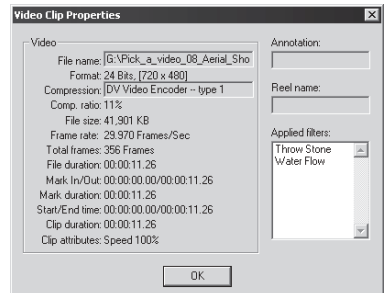 Video Clip Properties
Video
File name: G:\Pick_a_video_08_Aerial_Sho
Format: 24 Bits, [720 x 480]
Compression: DV Video Encoder -- type 1
Comp. ratio: 11%
File size: 41,901 KB
Frame rate: 29.970 Frames/Sec
Total frames: 356 Frames
File duration: 00:00:11.26
Mark In/Out: 00:00:00.00/00:00:11.26
Mark duration: 00:00:11.26
Start/End time: 00:00:00.00/00:00:11.26
Clip duration: 00:00:11.26
Clip attributes: Speed 100%
Annotation:
Reel name:
Applied filters:
Throw Stone
Water Flow
OK